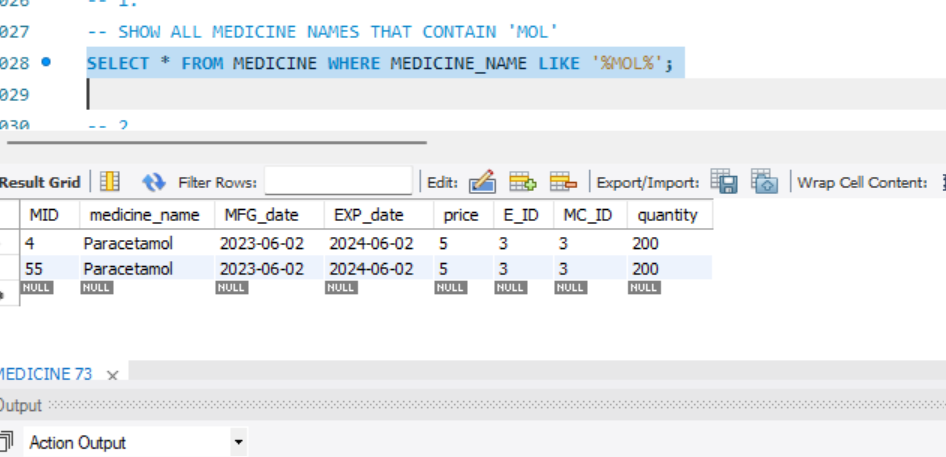 -- 1.
027 -- SHOW ALL MEDICINE NAMES THAT CONTAIN 'MOL'
028 SELECT * FROM MEDICINE WHERE MEDICINE_NAME LIKE '%MOL%';
029
030 -- 2
Result Grid Filter Rows: Edit: Export/Import: Wrap Cell Content:
MID medicine_name MFG_date EXP_date price E_ID MC_ID quantity
4 Paracetamol 2023-06-02 2024-06-02 5 3 3 200
55 Paracetamol 2023-06-02 2024-06-02 5 3 3 200
NULL NULL NULL NULL NULL NULL NULL NULL
MEDICINE 73
Output
Action Output